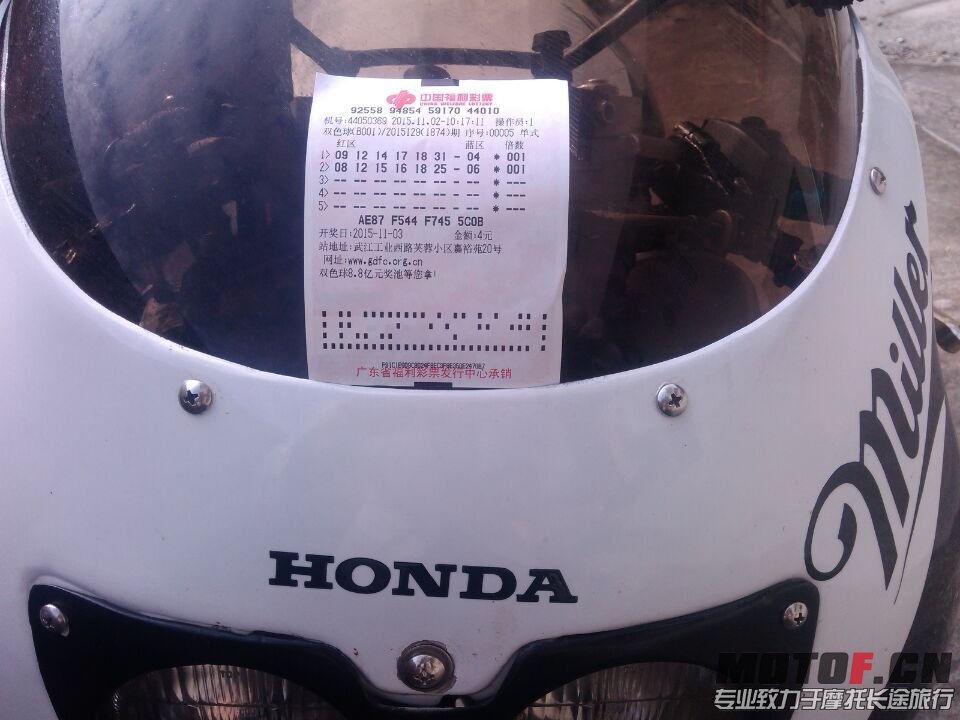 中国福利彩票
CHINA WELFARE LOTTERY
92558 94854 59170 44010
机号:44050369 2015.11.02-10:17:11 操作员:1
双色球(B001)/2015129(1874)期 序号:00005 单式
红区 蓝区 倍数
1> 09 12 14 17 18 31 - 04 * 001
2> 08 12 15 16 18 25 - 06 * 001
3> --- * ---
4> --- * ---
5> --- * ---
AE87 F544 F745 5C0B
开奖日:2015-11-03 金额:4元
站地址:武江工业西路芙蓉小区嘉裕苑20号
网址:www.gdfc.org.cn
双色球8.8亿元奖池等您拿!
广东省福利彩票发行中心承销
Miller
HONDA
MOTOF.CN
专业致力于摩托长途旅行